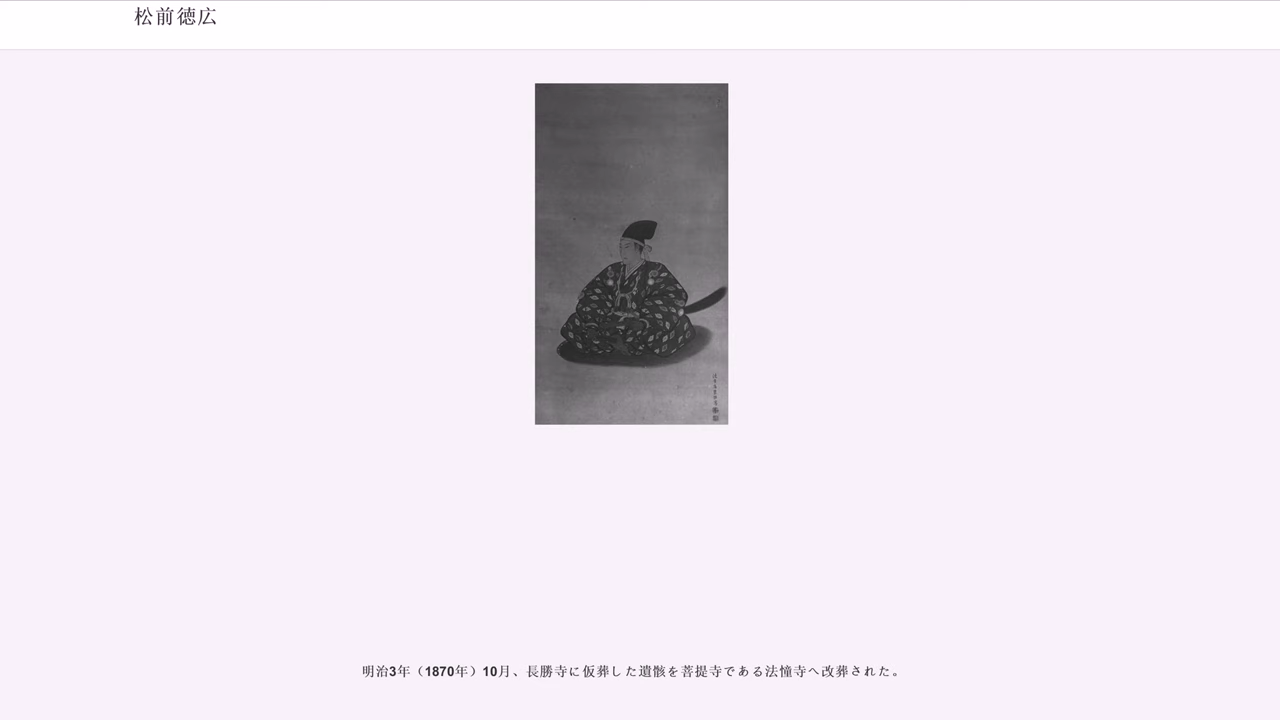 松前徳広
明治3年（1870年）10月、長勝寺に仮葬した遺骸を菩提寺である法憧寺へ改葬された。